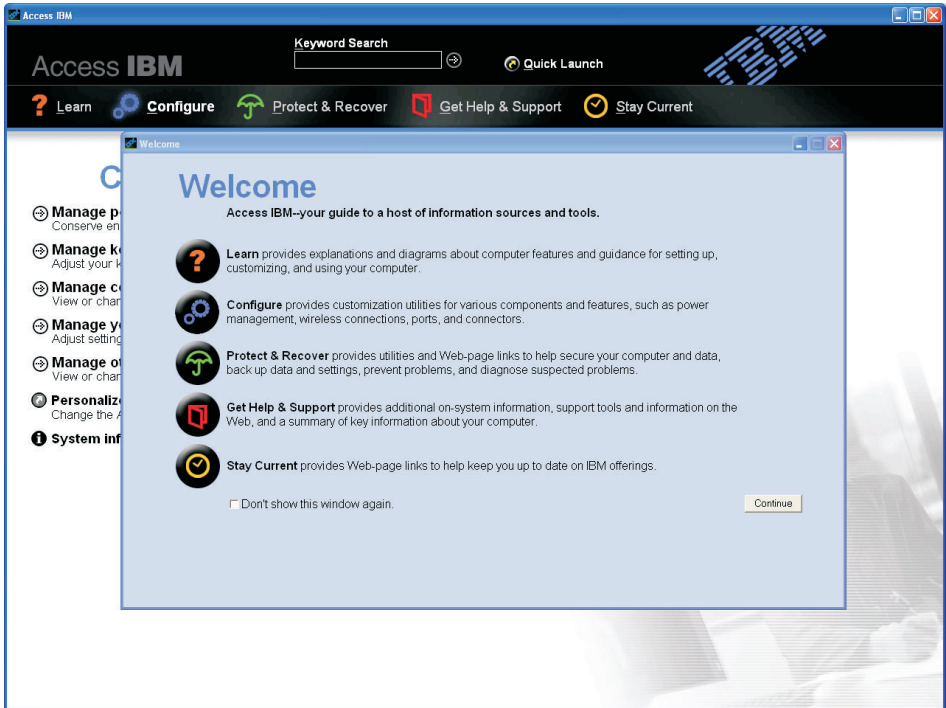 Access IBM
Keyword Search
Access IBM
Quick Launch
IBM
? Learn
Configure
Protect & Recover
Get Help & Support
Stay Current
Welcome
C
Manage p
Conserve en
Manage k
Adjust your k
Manage c
View or chan
Manage y
Adjust setting
Manage ot
View or chan
Personaliz
Change the A
System inf
Welcome
Access IBM--your guide to a host of information sources and tools.
? Learn provides explanations and diagrams about computer features and guidance for setting up,
customizing, and using your computer.
Configure provides customization utilities for various components and features, such as power
management, wireless connections, ports, and connectors.
Protect & Recover provides utilities and Web-page links to help secure your computer and data,
back up data and settings, prevent problems, and diagnose suspected problems.
Get Help & Support provides additional on-system information, support tools and information on the
Web, and a summary of key information about your computer.
Stay Current provides Web-page links to help keep you up to date on IBM offerings.
Don't show this window again.
Continue